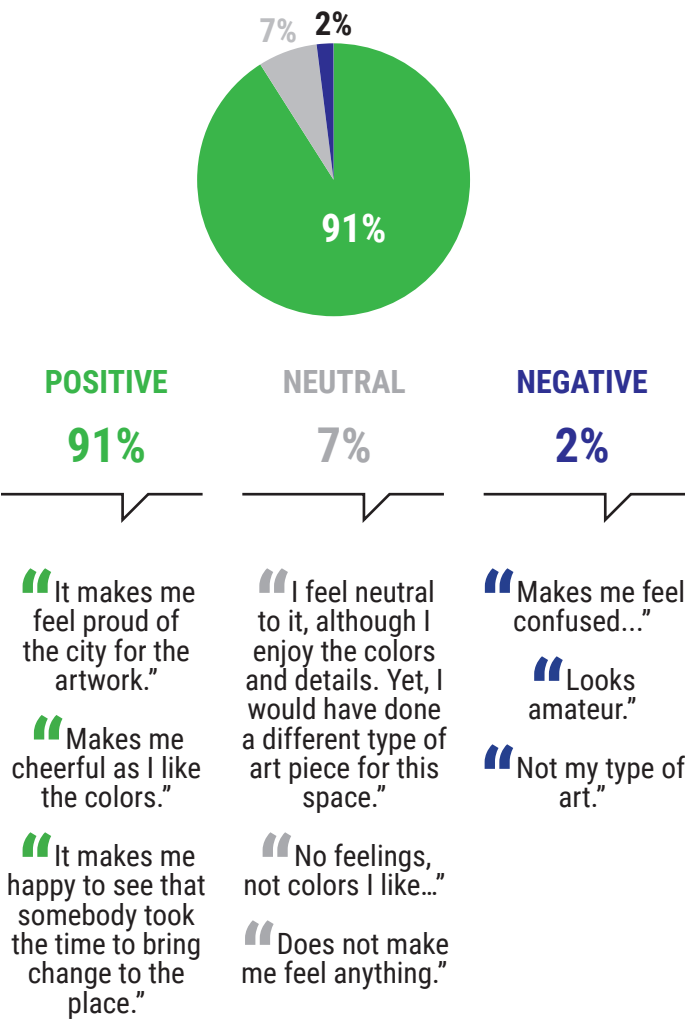 7%
2%
91%
POSITIVE
91%
“It makes me
feel proud of
the city for the
artwork.”
“Makes me
cheerful as I like
the colors.”
“It makes me
happy to see that
somebody took
the time to bring
change to the
place.”
NEUTRAL
7%
“I feel neutral
to it, although I
enjoy the colors
and details. Yet, I
would have done
a different type of
art piece for this
space.”
“No feelings,
not colors I like…”
“Does not make
me feel anything.”
NEGATIVE
2%
“Makes me feel
confused...”
“Looks
amateur.”
“Not my type of
art.”